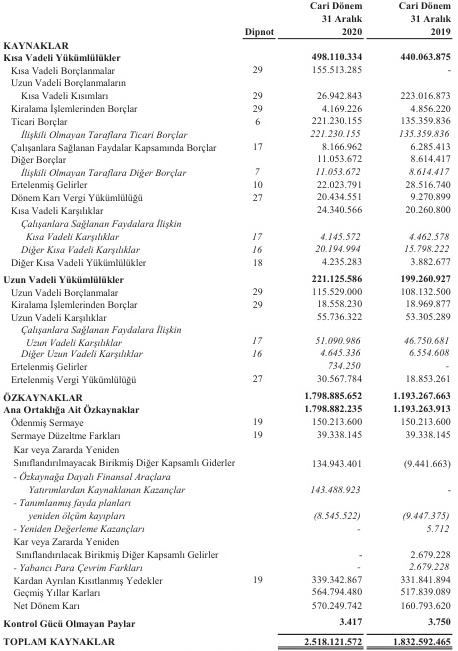 Cari Dönem Cari Dönem
31 Aralık 31 Aralık
Dipnot 2020 2019
KAYNAKLAR
Kısa Vadeli Yükümlülükler 498.110.334 440.063.875
Kısa Vadeli Borçlanmalar 29 155.513.285 -
Uzun Vadeli Borçlanmaların
Kısa Vadeli Kısımları 29 26.942.843 223.016.873
Kiralama İşlemlerinden Borçlar 29 4.169.226 4.856.220
Ticari Borçlar 6 221.230.155 135.359.836
İlişkili Olmayan Taraflara Ticari Borçlar 221.230.155 135.359.836
Çalışanlara Sağlanan Faydalar Kapsamında Borçlar 17 8.166.962 6.285.413
Diğer Borçlar 11.053.672 8.614.417
İlişkili Olmayan Taraflara Diğer Borçlar 7 11.053.672 8.614.417
Ertelenmiş Gelirler 10 22.023.791 28.516.740
Dönem Karı Vergi Yükümlülüğü 27 20.434.551 9.270.899
Kısa Vadeli Karşılıklar 24.340.566 20.260.800
Çalışanlara Sağlanan Faydalara İlişkin
Kısa Vadeli Karşılıklar 17 4.145.572 4.462.578
Diğer Kısa Vadeli Karşılıklar 16 20.194.994 15.798.222
Diğer Kısa Vadeli Yükümlülükler 18 4.235.283 3.882.677
Uzun Vadeli Yükümlülükler 221.125.586 199.260.927
Uzun Vadeli Borçlanmalar 29 115.529.000 108.132.500
Kiralama İşlemlerinden Borçlar 29 18.558.230 18.969.877
Uzun Vadeli Karşılıklar 55.736.322 53.305.289
Çalışanlara Sağlanan Faydalara İlişkin
Uzun Vadeli Karşılıklar 17 51.090.986 46.750.681
Diğer Uzun Vadeli Karşılıklar 16 4.645.336 6.554.608
Ertelenmiş Gelirler 734.250 -
Ertelenmiş Vergi Yükümlülüğü 27 30.567.784 18.853.261
ÖZKAYNAKLAR 1.798.885.652 1.193.267.663
Ana Ortaklığa Ait Özkaynaklar 1.798.882.235 1.193.263.913
Ödenmiş Sermaye 19 150.213.600 150.213.600
Sermaye Düzeltme Farkları 19 39.338.145 39.338.145
Kar veya Zararda Yeniden
Sınıflandırılmayacak Birikmiş Diğer Kapsamlı Giderler 134.943.401 (9.441.663)
- Özkaynağa Dayalı Finansal Araçlara
Yatırımlardan Kaynaklanan Kazançlar 143.488.923 -
- Tanımlanmış fayda planları
yeniden ölçüm kayıpları (8.545.522) (9.447.375)
- Yeniden Değerleme Kazançları - 5.712
Kar veya Zararda Yeniden
Sınıflandırılacak Birikmiş Diğer Kapsamlı Gelirler - 2.679.228
- Yabancı Para Çevrim Farkları - 2.679.228
Kardan Ayrılan Kısıtlanmış Yedekler 19 339.342.867 331.841.894
Geçmiş Yıllar Karları 564.794.480 517.839.089
Net Dönem Karı 570.249.742 160.793.620
Kontrol Gücü Olmayan Paylar 3.417 3.750
TOPLAM KAYNAKLAR 2.518.121.572 1.832.592.465